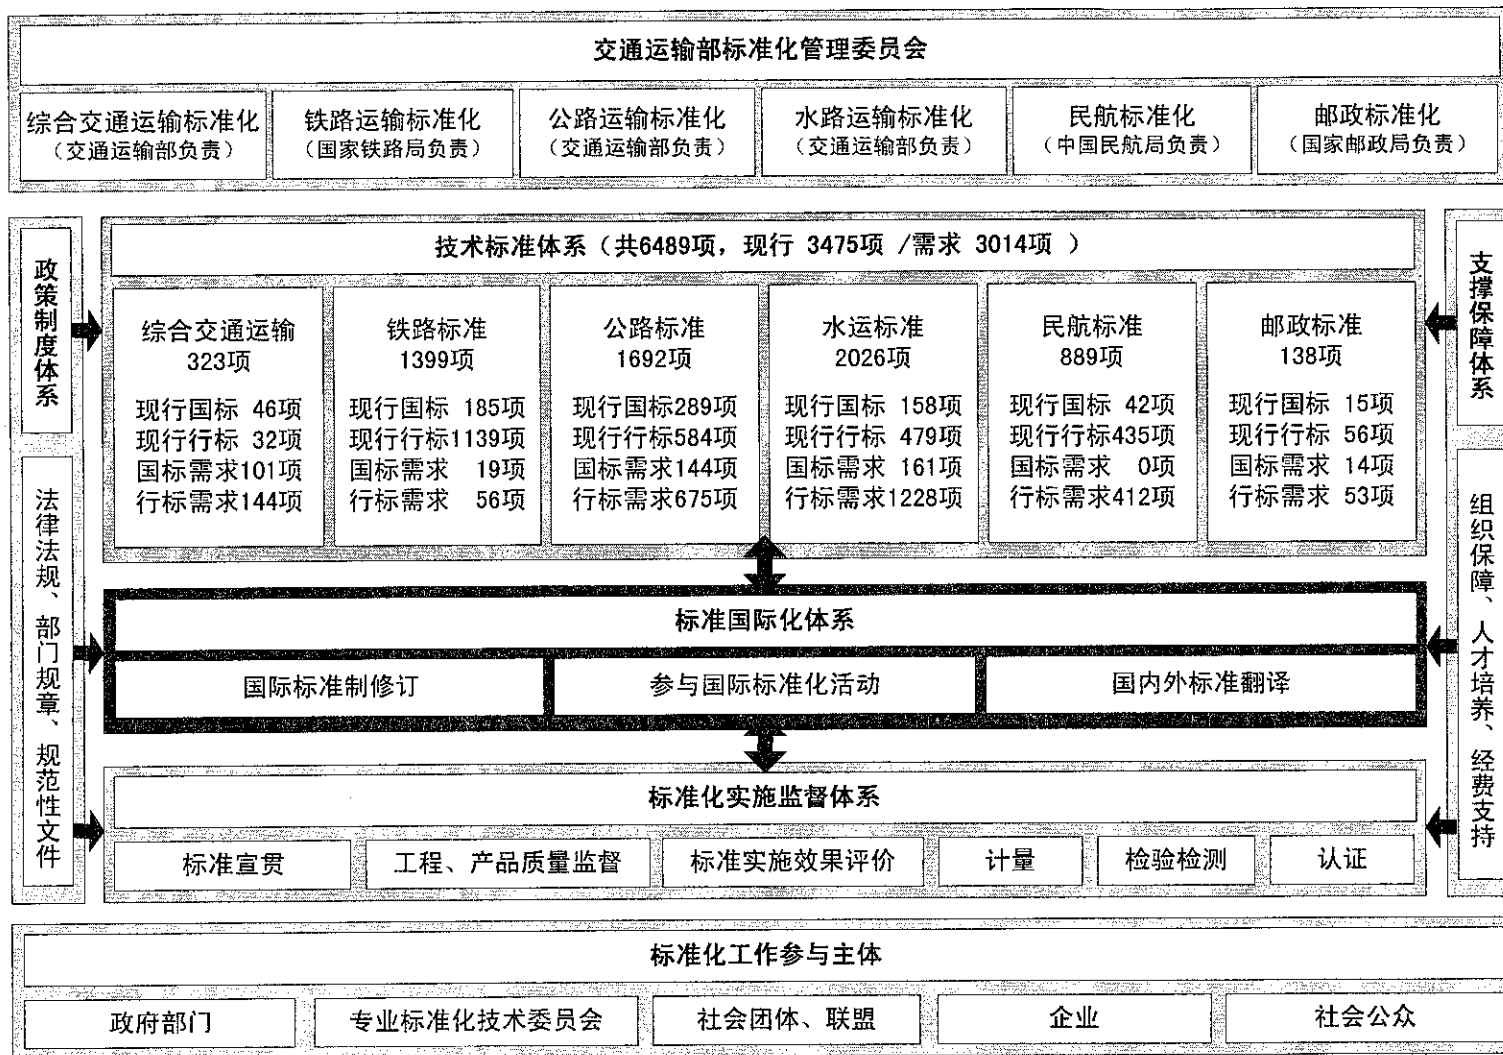 交通运输部标准化管理委员会
综合交通运输标准化
（交通运输部负责）
铁路运输标准化
（国家铁路局负责）
公路运输标准化
（交通运输部负责）
水路运输标准化
（交通运输部负责）
民航标准化
（中国民航局负责）
邮政标准化
（国家邮政局负责）
政策制度体系
法律法规、部门规章、规范性文件
技术标准体系（共6489项，现行 3475项 /需求 3014项 ）
综合交通运输
323项
现行国标 46项
现行行标 32项
国标需求101项
行标需求144项
铁路标准
1399项
现行国标 185项
现行行标1139项
国标需求 19项
行标需求 56项
公路标准
1692项
现行国标289项
现行行标584项
国标需求144项
行标需求675项
水运标准
2026项
现行国标 158项
现行行标 479项
国标需求 161项
行标需求1228项
民航标准
889项
现行国标 42项
现行行标435项
国标需求 0项
行标需求412项
邮政标准
138项
现行国标 15项
现行行标 56项
国标需求 14项
行标需求 53项
标准国际化体系
国际标准制修订
参与国际标准化活动
国内外标准翻译
标准化实施监督体系
标准宣贯
工程、产品质量监督
标准实施效果评价
计量
检验检测
认证
支撑保障体系
组织保障、人才培养、经费支持
标准化工作参与主体
政府部门
专业标准化技术委员会
社会团体、联盟
企业
社会公众